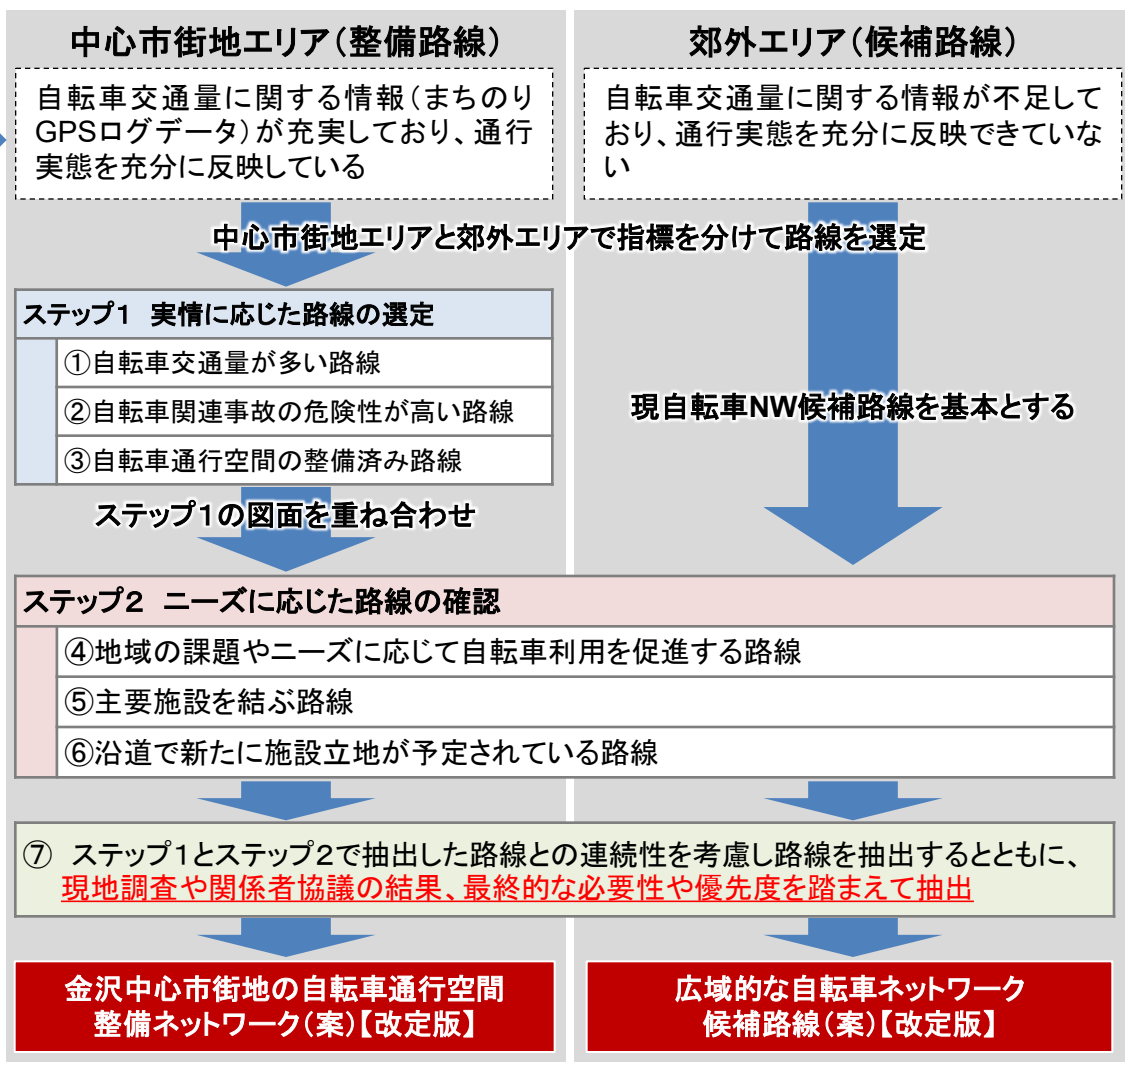 中心市街地エリア（整備路線）
自転車交通量に関する情報（まちのり
GPSログデータ）が充実しており、通行
実態を充分に反映している
郊外エリア（候補路線）
自転車交通量に関する情報が不足して
おり、通行実態を充分に反映できていな
い
中心市街地エリアと郊外エリアで指標を分けて路線を選定
ステップ１　実情に応じた路線の選定
①自転車交通量が多い路線
②自転車関連事故の危険性が高い路線
③自転車通行空間の整備済み路線
現自転車NW候補路線を基本とする
ステップ１の図面を重ね合わせ
ステップ２　ニーズに応じた路線の確認
④地域の課題やニーズに応じて自転車利用を促進する路線
⑤主要施設を結ぶ路線
⑥沿道で新たに施設立地が予定されている路線
⑦　ステップ１とステップ２で抽出した路線との連続性を考慮し路線を抽出するとともに、
現地調査や関係者協議の結果、最終的な必要性や優先度を踏まえて抽出
金沢中心市街地の自転車通行空間
整備ネットワーク（案）【改定版】
広域的な自転車ネットワーク
候補路線（案）【改定版】